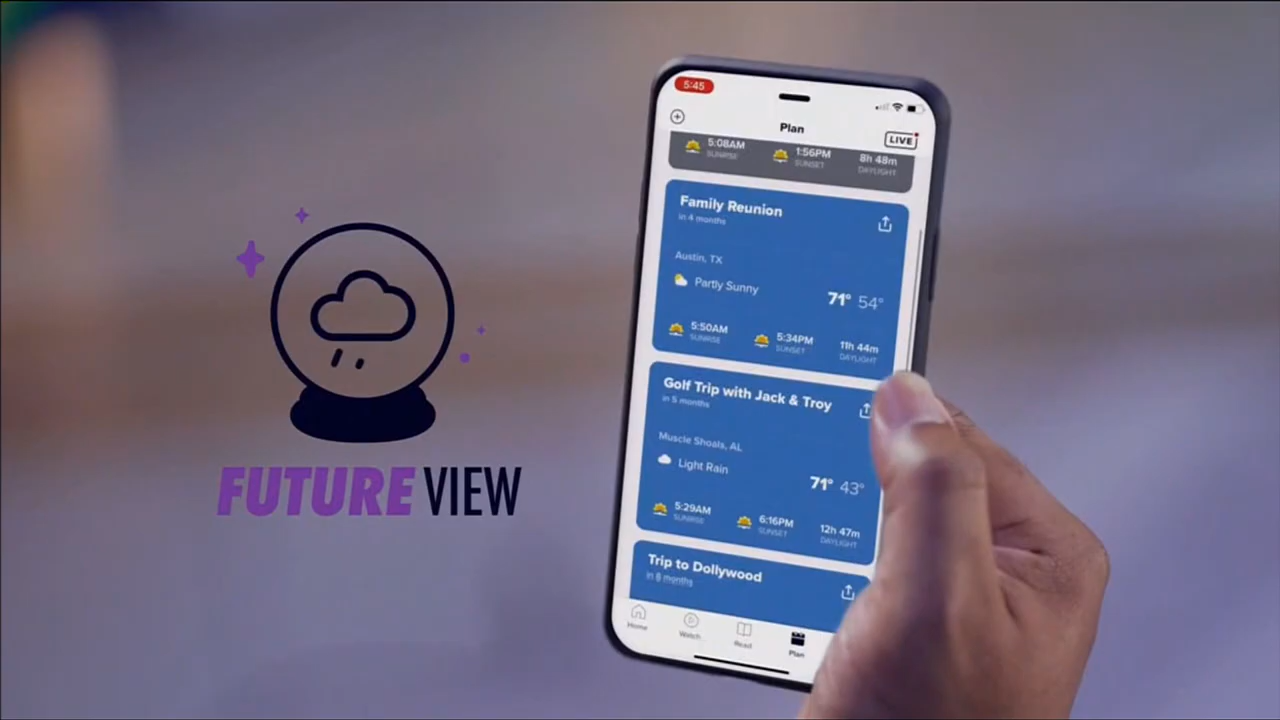 FUTURE VIEW
5:45
Plan
LIVE
5:08AM
SUNRISE
1:56PM
SUNSET
8h 48m
DAYLIGHT
Family Reunion
in 4 months
Austin, TX
Partly Sunny
71° 54°
5:50AM
SUNRISE
5:34PM
SUNSET
11h 44m
DAYLIGHT
Golf Trip with Jack & Troy
in 5 months
Muscle Shoals, AL
Light Rain
71° 43°
5:29AM
SUNRISE
6:16PM
SUNSET
12h 47m
DAYLIGHT
Trip to Dollywood
in 8 months
Home
Watch
Read
Plan